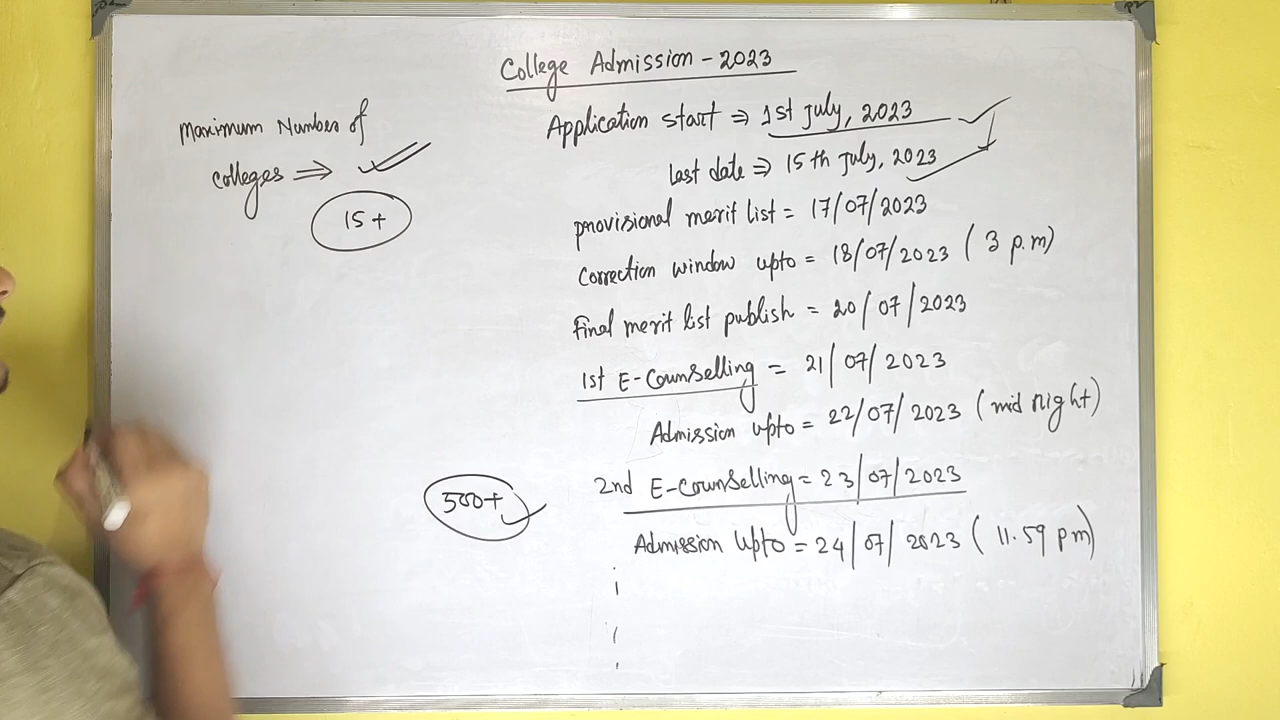 College Admission - 2023
Maximum Number of
colleges ⇒
15+
Application start ⇒ 1st July, 2023
last date ⇒ 15th July, 2023
provisional merit list = 17/07/2023
Correction window upto = 18/07/2023 (3 p.m)
Final merit list publish = 20/07/2023
1st E-Counselling = 21/07/2023
Admission upto = 22/07/2023 (mid night)
500+
2nd E-Counselling = 23/07/2023
Admission Upto = 24/07/2023 (11.59 pm)